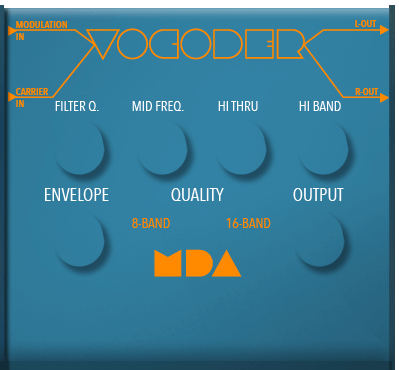 MODULATION
IN
VOCODER
L-OUT
CARRIER
IN
R-OUT
FILTER Q. MID FREQ. HI THRU HI BAND
ENVELOPE QUALITY OUTPUT
8-BAND 16-BAND
MDA